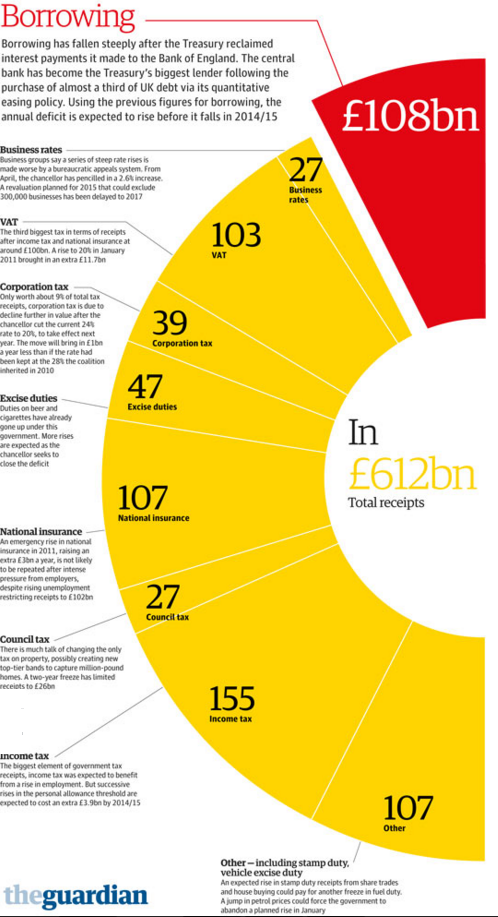 Borrowing
Borrowing has fallen steeply after the Treasury reclaimed
interest payments it made to the Bank of England. The central
bank has become the Treasury's biggest lender following the
purchase of almost a third of UK debt via its quantitative
easing policy. Using the previous figures for borrowing, the
annual deficit is expected to rise before it falls in 2014/15
£108bn
Business rates
Business groups say a series of steep rate rises is
made worse by a bureaucratic appeals system. From
April, the chancellor has pencilled in a 2.6% increase.
A revaluation planned for 2015 that could exclude
300,000 businesses has been delayed to 2017
27
Business
rates
VAT
The third biggest tax in terms of receipts
after income tax and national insurance at
around £100bn. A rise to 20% in January
2011 brought in an extra £11.7bn
103
VAT
Corporation tax
Only worth about 9% of total tax
receipts, corporation tax is due to
decline further in value after the
chancellor cut the current 24%
rate to 20%, to take effect next
year. The move will bring in £1bn
a year less than if the rate had
been kept at the 28% the coalition
inherited in 2010
39
Corporation tax
Excise duties
Duties on beer and
cigarettes have already
gone up under this
government. More rises
are expected as the
chancellor seeks to
close the deficit
47
Excise duties
In
£612bn
Total receipts
107
National insurance
National insurance
An emergency rise in national
insurance in 2011, raising an
extra £3bn a year, is not likely
to be repeated after intense
pressure from employers,
despite rising unemployment
restricting receipts to £102bn
27
Council tax
Council tax
There is much talk of changing the only
tax on property, possibly creating new
top-tier bands to capture million-pound
homes. A two-year freeze has limited
receipts to £26bn
155
Income tax
Income tax
The biggest element of government tax
receipts, income tax was expected to benefit
from a rise in employment. But successive
rises in the personal allowance threshold are
expected to cost an extra £3.9bn by 2014/15
107
Other
Other – including stamp duty,
vehicle excise duty
An expected rise in stamp duty receipts from share trades
and house buying could pay for another freeze in fuel duty.
A jump in petrol prices could force the government to
abandon a planned rise in January
theguardian